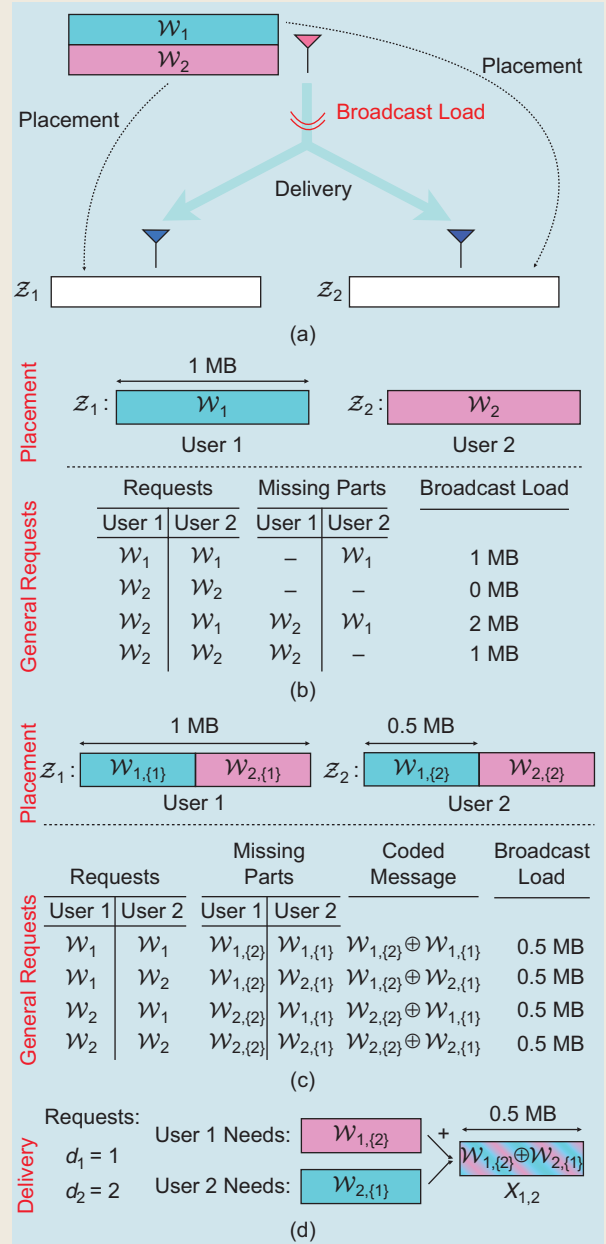 𝒲1
𝒲2
Placement
Placement
Broadcast Load
Delivery
𝒵1
𝒵2
(a)
Placement
1 MB
𝒵1: 𝒲1
𝒵2: 𝒲2
User 1
User 2
General Requests
Requests Missing Parts Broadcast Load
User 1 User 2 User 1 User 2
𝒲1 𝒲1 – 𝒲1 1 MB
𝒲2 𝒲2 – – 0 MB
𝒲2 𝒲1 𝒲2 𝒲1 2 MB
𝒲2 𝒲2 𝒲2 – 1 MB
(b)
Placement
1 MB
0.5 MB
𝒵1: 𝒲1,{1} 𝒲2,{1}
𝒵2: 𝒲1,{2} 𝒲2,{2}
User 1
User 2
General Requests
Requests
Missing
Parts
Coded
Message
Broadcast
Load
User 1 User 2 User 1 User 2
𝒲1 𝒲1 𝒲1,{2} 𝒲1,{1} 𝒲1,{2} ⊕ 𝒲1,{1} 0.5 MB
𝒲1 𝒲2 𝒲1,{2} 𝒲2,{1} 𝒲1,{2} ⊕ 𝒲2,{1} 0.5 MB
𝒲2 𝒲1 𝒲2,{2} 𝒲1,{1} 𝒲2,{2} ⊕ 𝒲1,{1} 0.5 MB
𝒲2 𝒲2 𝒲2,{2} 𝒲2,{1} 𝒲2,{2} ⊕ 𝒲2,{1} 0.5 MB
(c)
Delivery
Requests:
d1 = 1
d2 = 2
User 1 Needs: 𝒲1,{2}
User 2 Needs: 𝒲2,{1}
+
0.5 MB
𝒲1,{2} ⊕ 𝒲2,{1}
X1,2
(d)